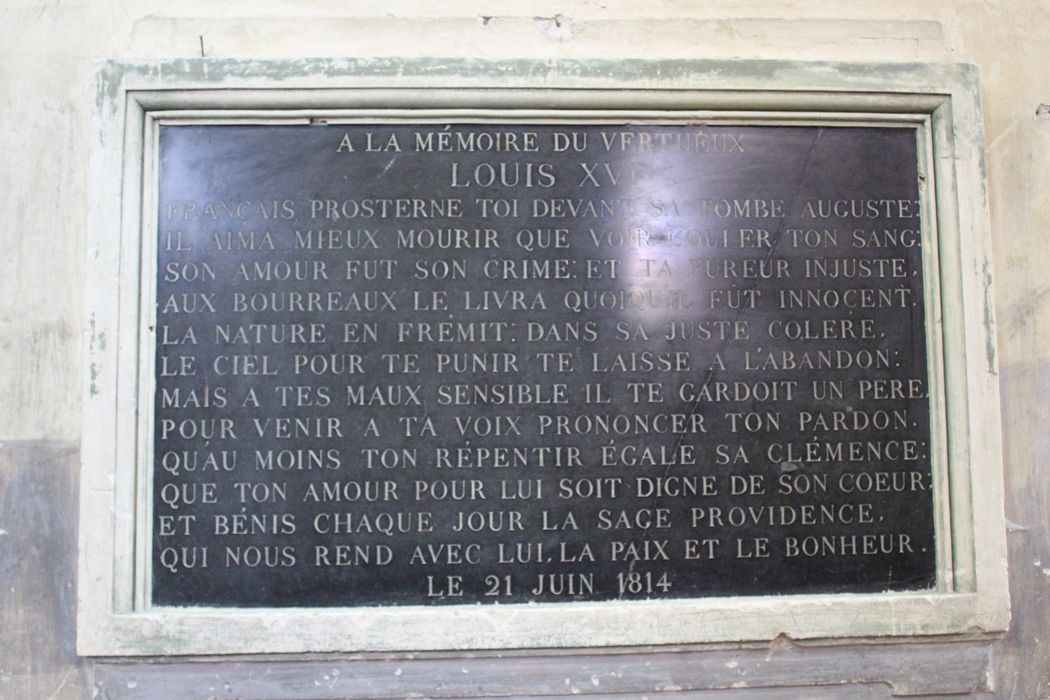 A LA MÉMOIRE DU VERTUEUX
LOUIS XVI
FRANÇAIS PROSTERNE TOI DEVANT SA TOMBE AUGUSTE:
IL AIMA MIEUX MOURIR QUE VOIR COULER TON SANG:
SON AMOUR FUT SON CRIME: ET TA FUREUR INJUSTE,
AUX BOURREAUX LE LIVRA QUOIQU'IL FÛT INNOCENT.
LA NATURE EN FRÉMIT: DANS SA JUSTE COLÈRE,
LE CIEL POUR TE PUNIR TE LAISSE A L'ABANDON:
MAIS A TES MAUX SENSIBLE IL TE GARDOIT UN PERE,
POUR VENIR A TA VOIX PRONONCER TON PARDON.
QU'AU MOINS TON RÉPENTIR ÉGALE SA CLÉMENCE:
QUE TON AMOUR POUR LUI SOIT DIGNE DE SON COEUR,
ET BÉNIS CHAQUE JOUR LA SAGE PROVIDENCE,
QUI NOUS REND AVEC LUI, LA PAIX ET LE BONHEUR.
LE 21 JUIN 1814